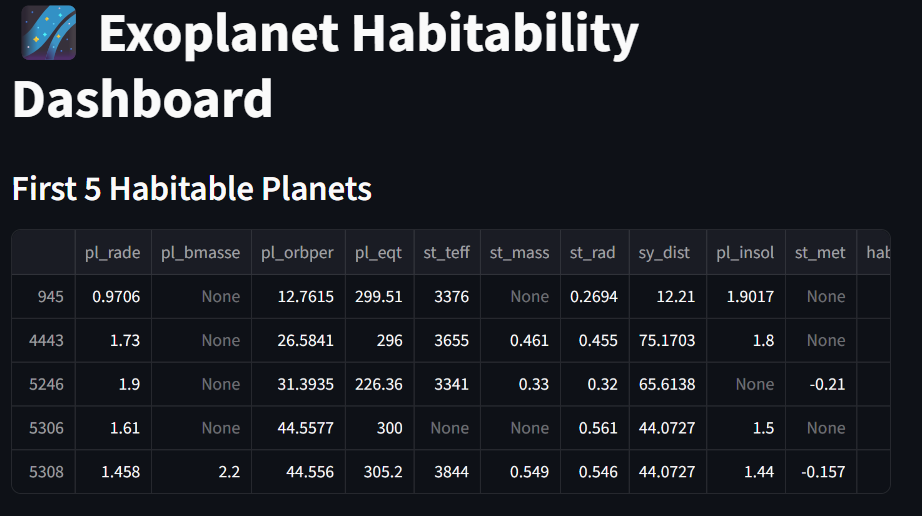 Exoplanet Habitability
Dashboard
First 5 Habitable Planets
pl_rade pl_bmasse pl_orbper pl_eqt st_teff st_mass st_rad sy_dist pl_insol st_met hab
945 0.9706 None 12.7615 299.51 3376 None 0.2694 12.21 1.9017 None
4443 1.73 None 26.5841 296 3655 0.461 0.455 75.1703 1.8 None
5246 1.9 None 31.3935 226.36 3341 0.33 0.32 65.6138 None -0.21
5306 1.61 None 44.5577 300 None None 0.561 44.0727 1.5 None
5308 1.458 2.2 44.556 305.2 3844 0.549 0.546 44.0727 1.44 -0.157